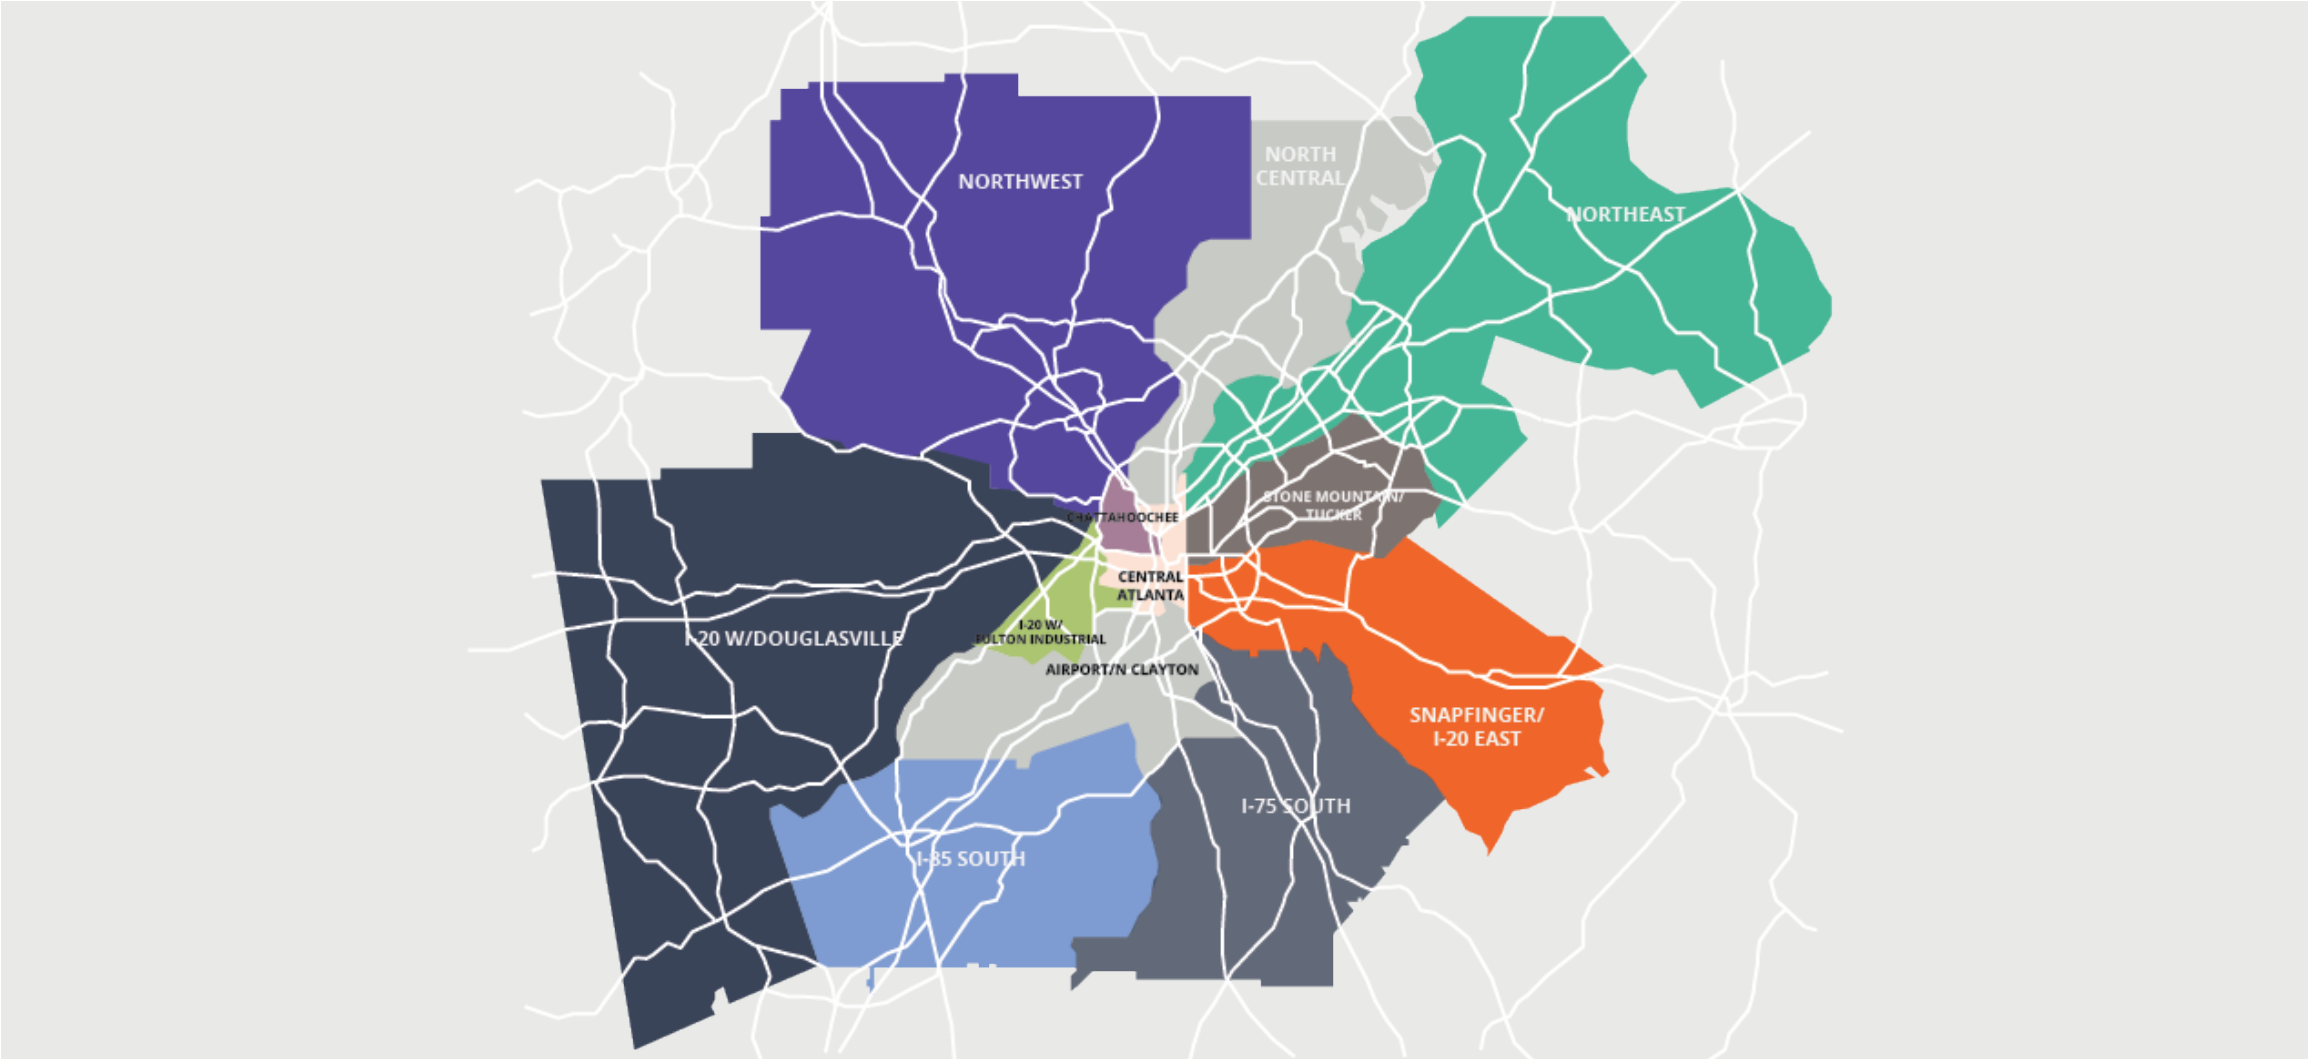 NORTH
CENTRAL
NORTHWEST
NORTHEAST
STONE MOUNTAIN/
TUCKER
CHATTAHOOCHEE
CENTRAL
ATLANTA
I-20 W/
FULTON INDUSTRIAL
I-20 W/DOUGLASVILLE
AIRPORT/N CLAYTON
SNAPFINGER/
I-20 EAST
I-75 SOUTH
I-85 SOUTH